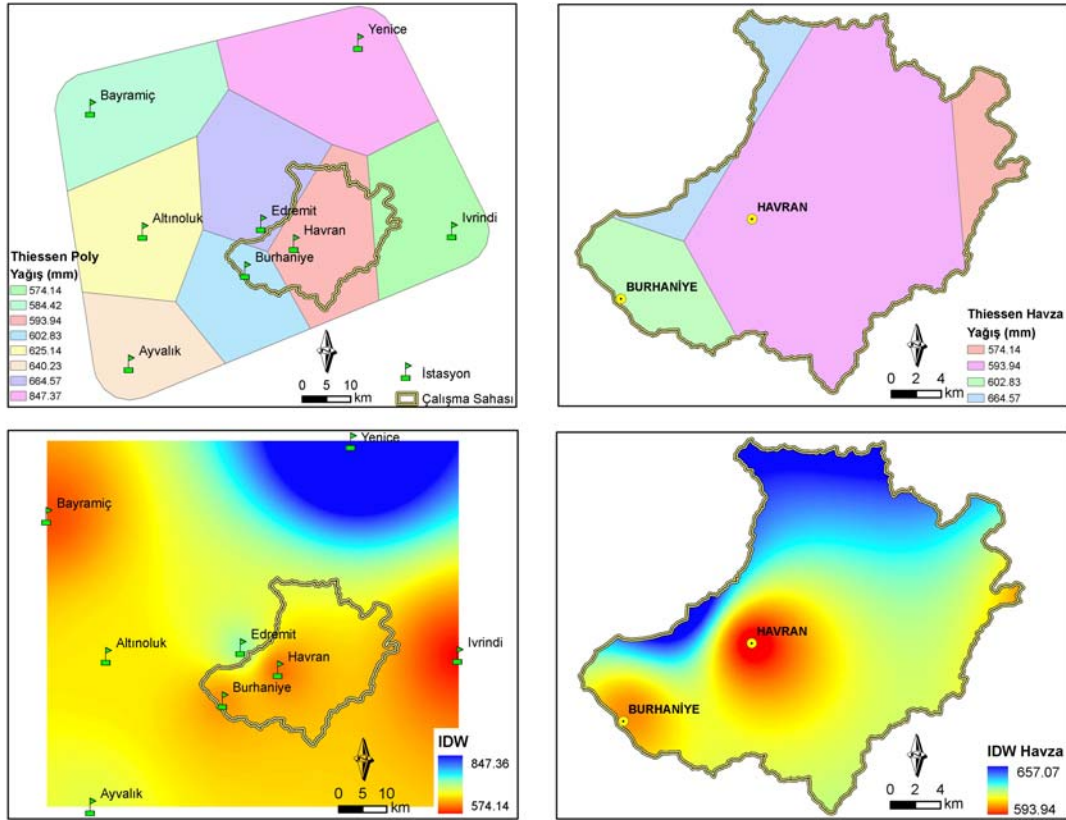 Yenice
Bayramiç
Altınoluk
Edremit
Havran
Ivrindi
Burhaniye
Ayvalık
Thiessen Poly
Yağış (mm)
574.14
584.42
593.94
602.83
625.14
640.23
664.57
847.37
0 5 10
km
İstasyon
Çalışma Sahası
HAVRAN
BURHANİYE
0 2 4
km
Thiessen Havza
Yağış (mm)
574.14
593.94
602.83
664.57
Yenice
Bayramiç
Altınoluk
Edremit
Havran
Ivrindi
Burhaniye
Ayvalık
0 5 10
km
IDW
847.36
574.14
HAVRAN
BURHANİYE
0 2 4
km
IDW Havza
657.07
593.94